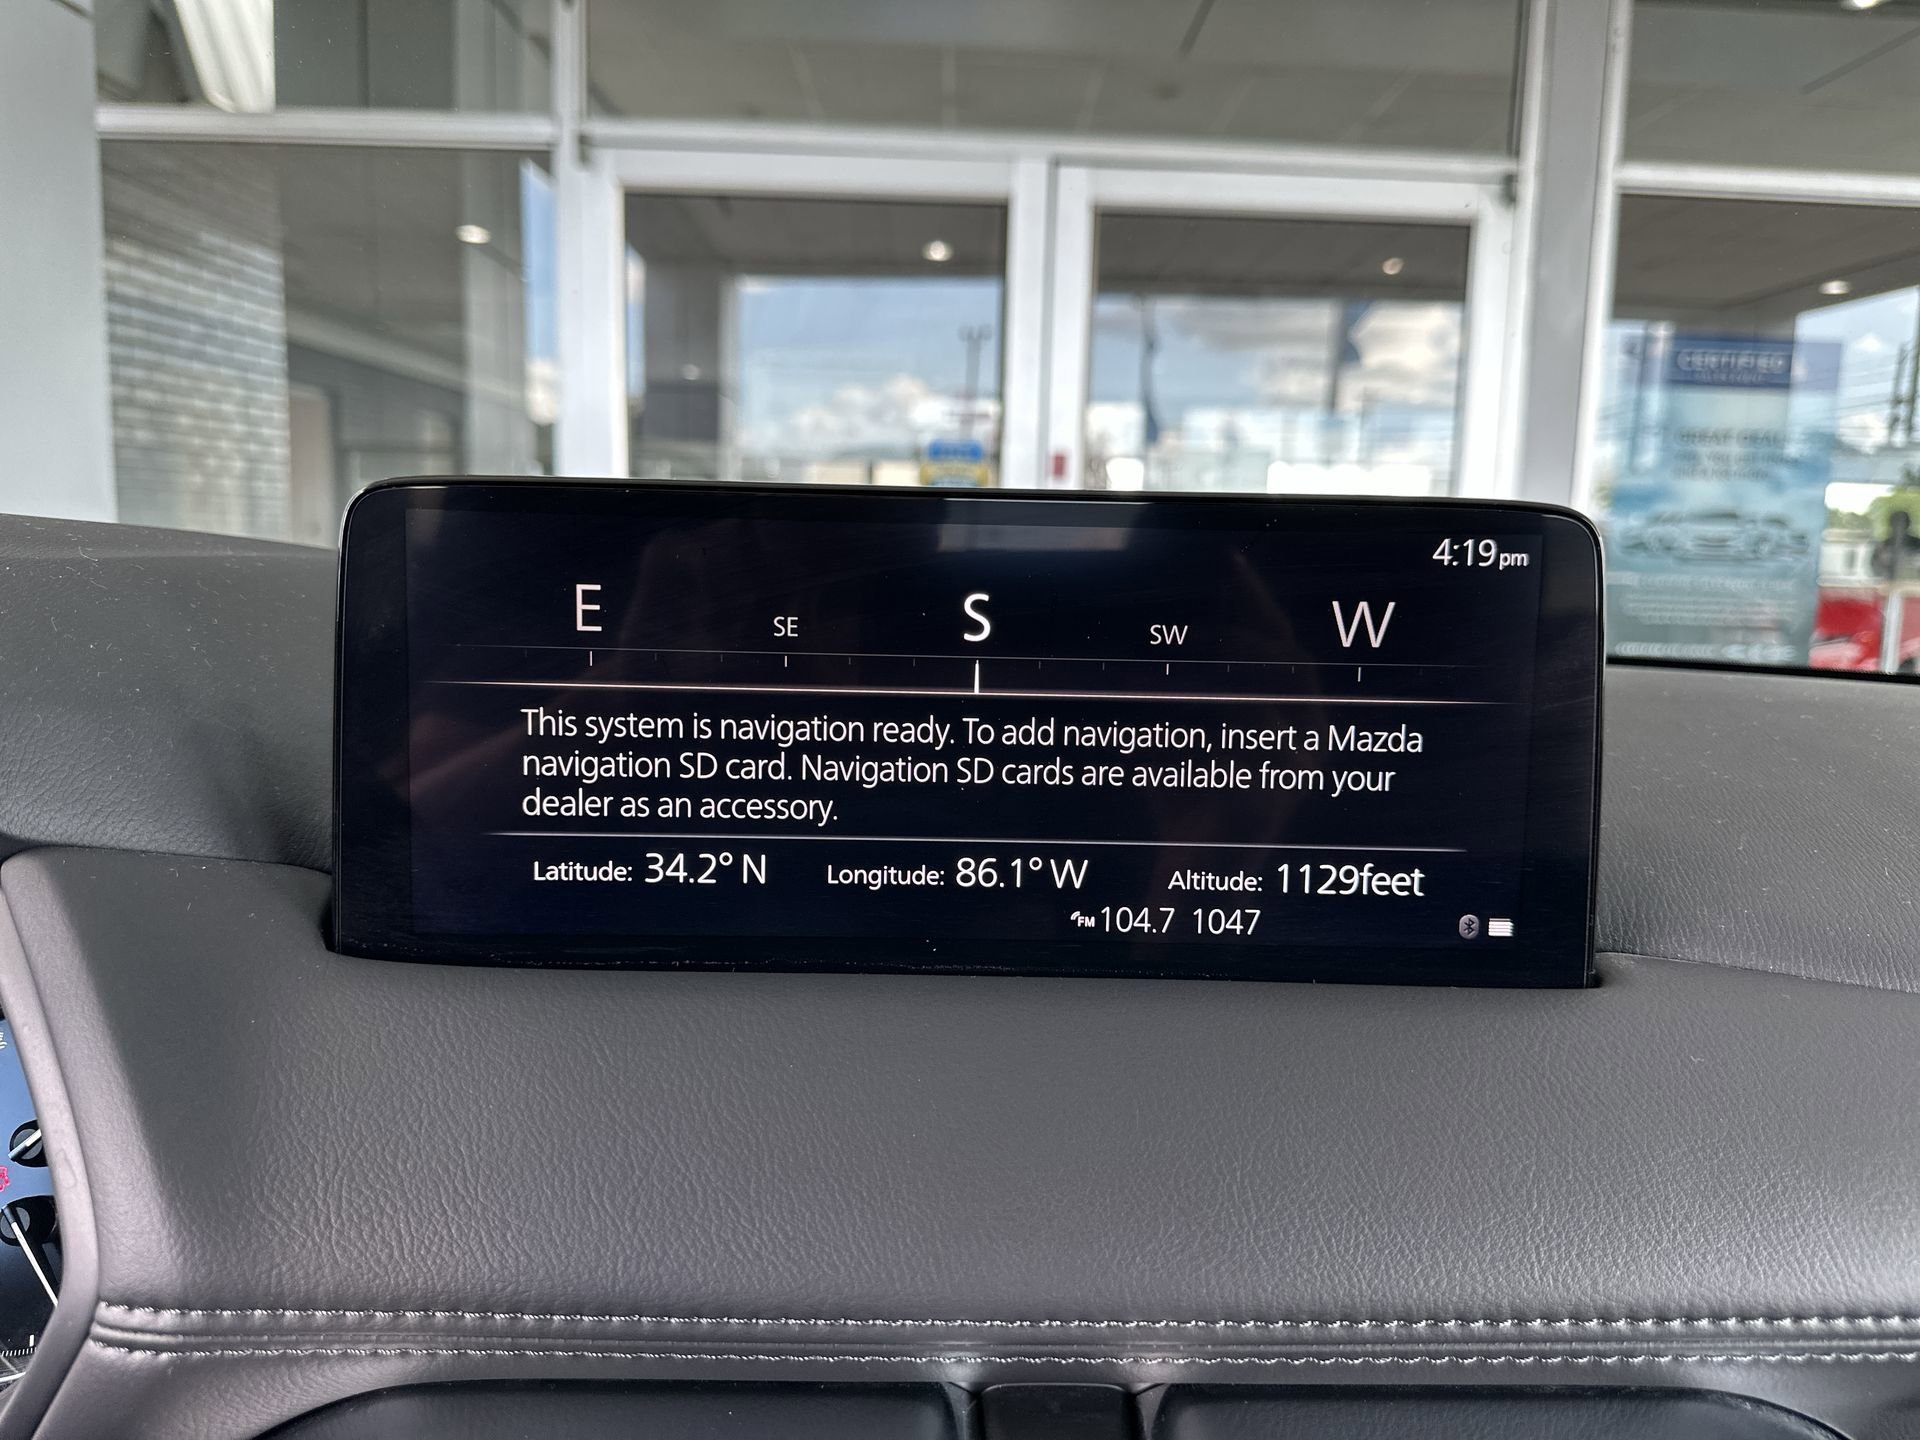 CERTIFIED
4:19pm
E SE S SW W
This system is navigation ready. To add navigation, insert a Mazda
navigation SD card. Navigation SD cards are available from your
dealer as an accessory.
Latitude: 34.2° N Longitude: 86.1° W Altitude: 1129feet
FM 104.7 1047